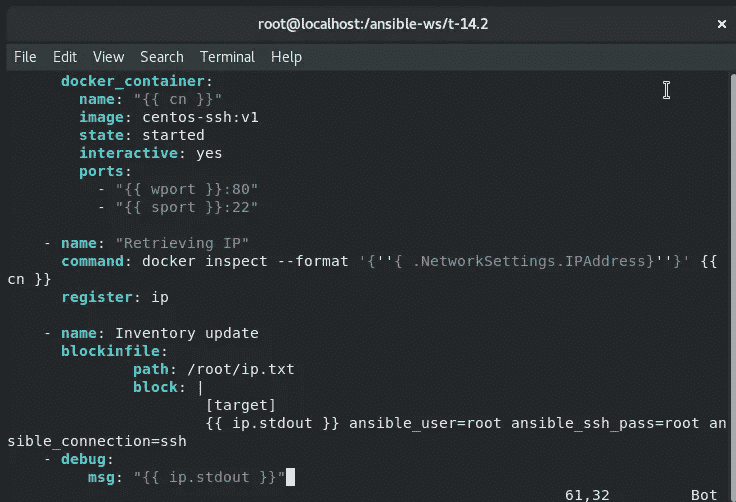 root@localhost:/ansible-ws/t-14.2
×
File Edit View Search Terminal Help
docker_container:
name: "{{ cn }}"
image: centos-ssh:v1
state: started
interactive: yes
ports:
- "{{ wport }}:80"
- "{{ sport }}:22"
- name: "Retrieving IP"
command: docker inspect --format '{''{ .NetworkSettings.IPAddress}''}' {{
cn }}
register: ip
- name: Inventory update
blockinfile:
path: /root/ip.txt
block: |
[target]
{{ ip.stdout }} ansible_user=root ansible_ssh_pass=root an
sible_connection=ssh
- debug:
msg: "{{ ip.stdout }}"
61,32 Bot